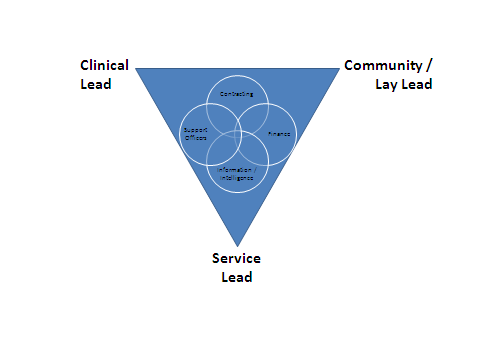 Clinical
Lead
Community /
Lay Lead
Contracting
Support
Officers
Finance
Information /
Intelligence
Service
Lead